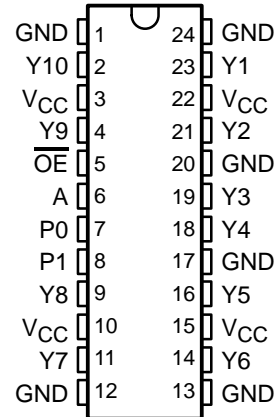 GND 1 24 GND
Y10 2 23 Y1
VCC 3 22 VCC
Y9 4 21 Y2
OE 5 20 GND
A 6 19 Y3
P0 7 18 Y4
P1 8 17 GND
Y8 9 16 Y5
VCC 10 15 VCC
Y7 11 14 Y6
GND 12 13 GND